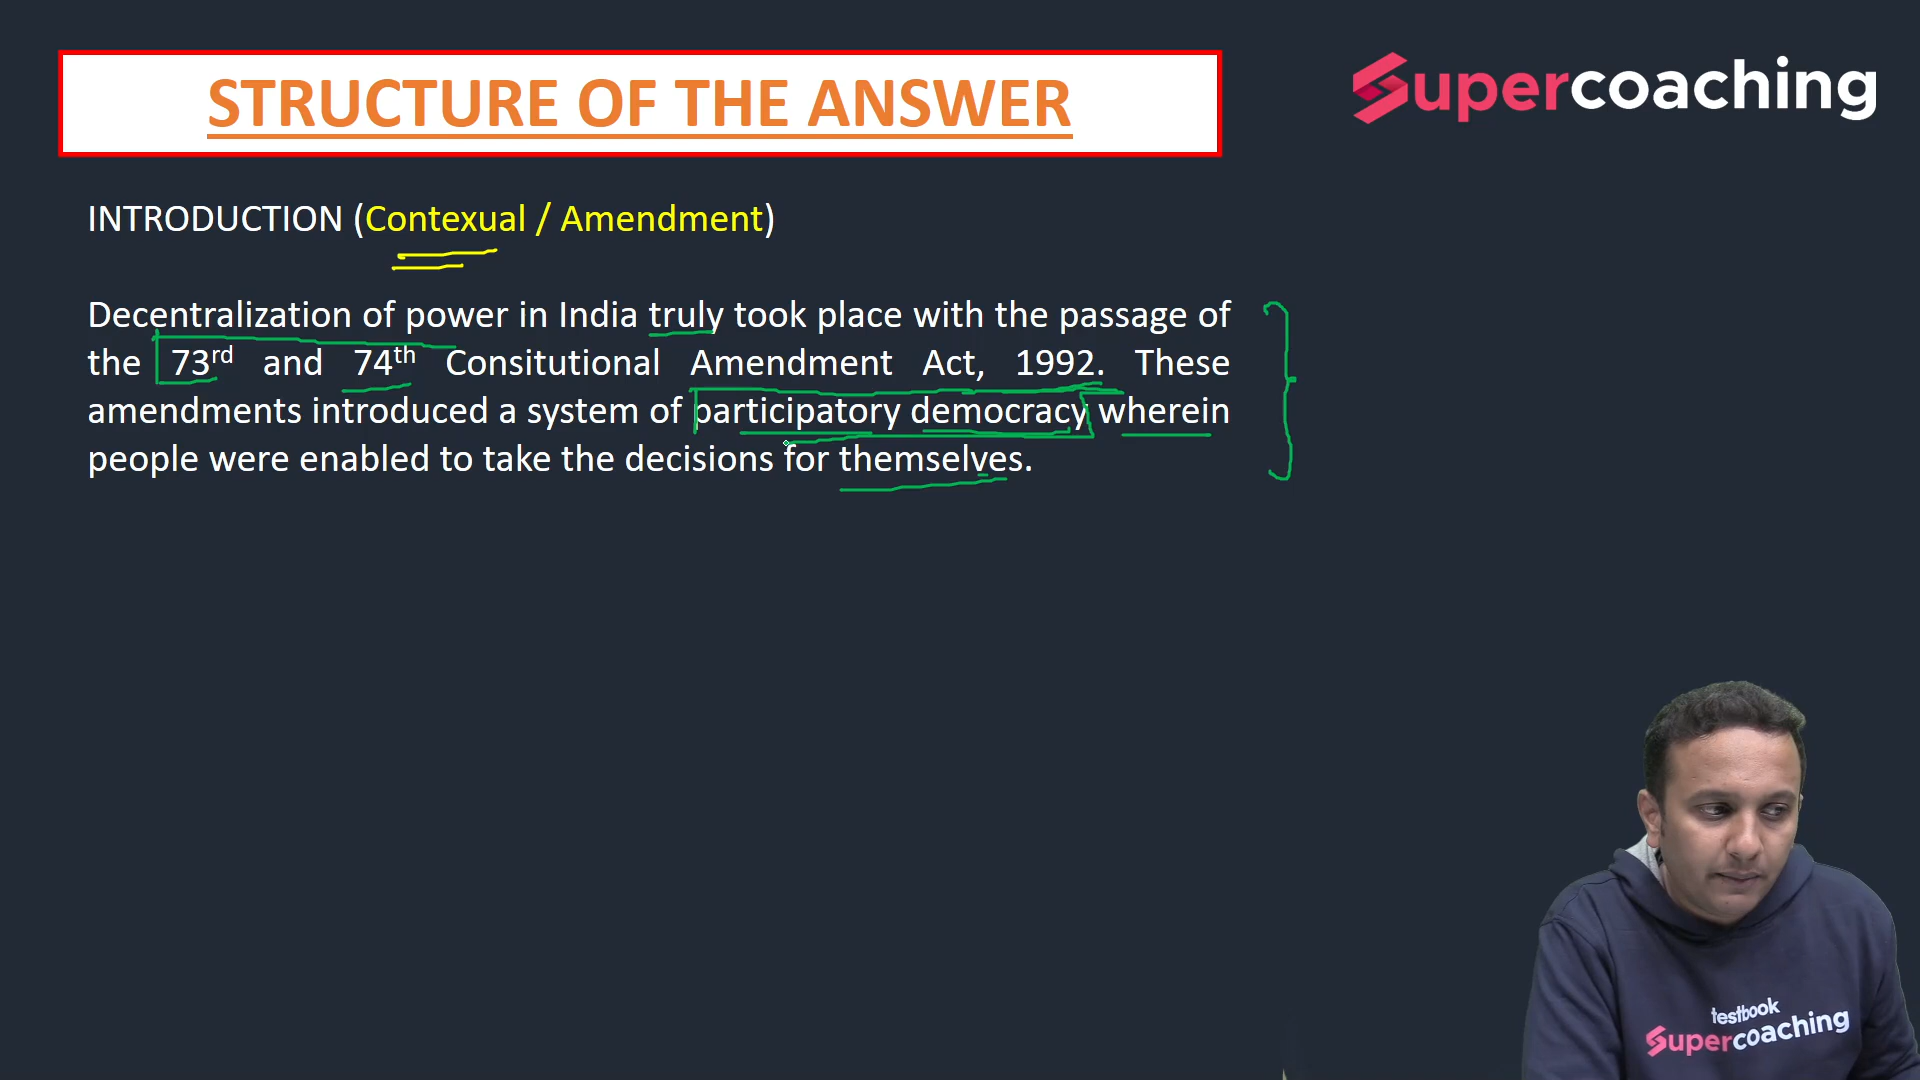 STRUCTURE OF THE ANSWER
Supercoaching
INTRODUCTION (Contexual / Amendment)
Decentralization of power in India truly took place with the passage of
the 73rd and 74th Consitutional Amendment Act, 1992. These
amendments introduced a system of participatory democracy wherein
people were enabled to take the decisions for themselves.
testbook
Supercoaching